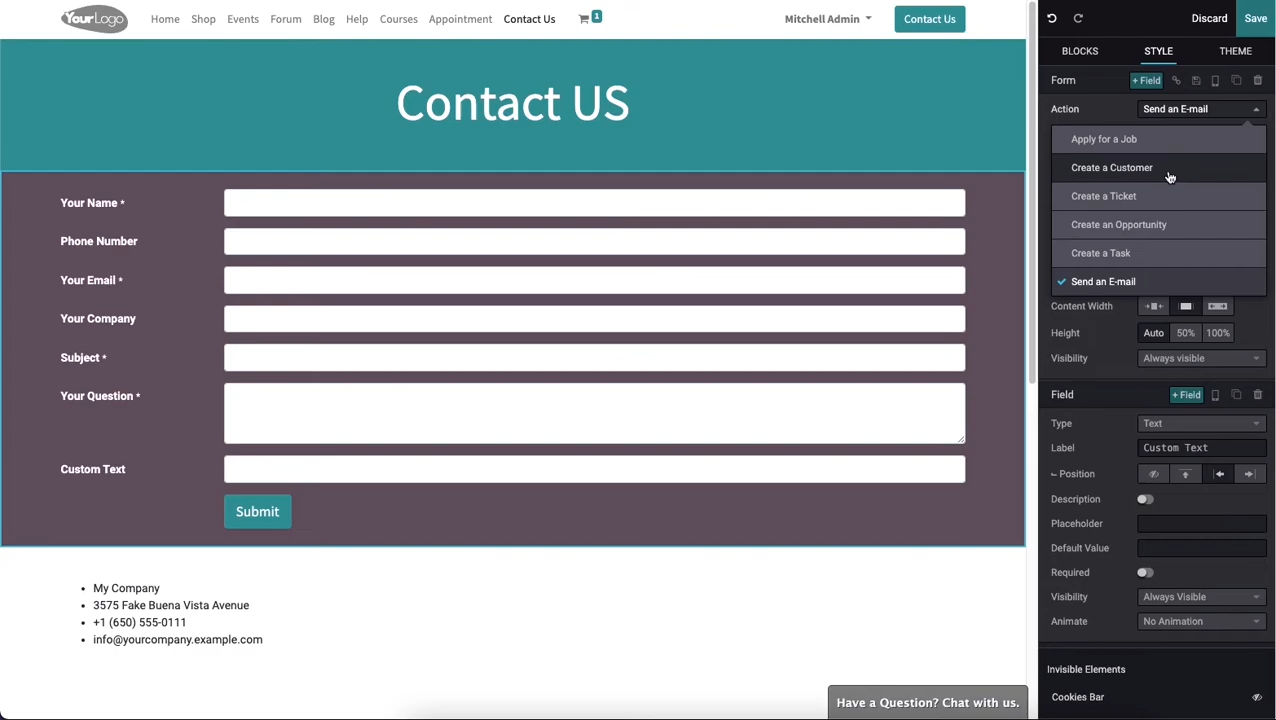 YourLogo
Home Shop Events Forum Blog Help Courses Appointment Contact Us 1 Mitchell Admin Contact Us
Discard Save
BLOCKS STYLE THEME
Form + Field
Action Send an E-mail
Apply for a Job
Create a Customer
Create a Ticket
Create an Opportunity
Create a Task
Send an E-mail
Content Width
Height Auto 50% 100%
Visibility Always visible
Field + Field
Type Text
Label Custom Text
Position
Description
Placeholder
Default Value
Required
Visibility Always Visible
Animate No Animation
Invisible Elements
Cookies Bar
Contact US
Your Name *
Phone Number
Your Email *
Your Company
Subject *
Your Question *
Custom Text
Submit
• My Company
• 3575 Fake Buena Vista Avenue
• +1 (650) 555-0111
• info@yourcompany.example.com
Have a Question? Chat with us.